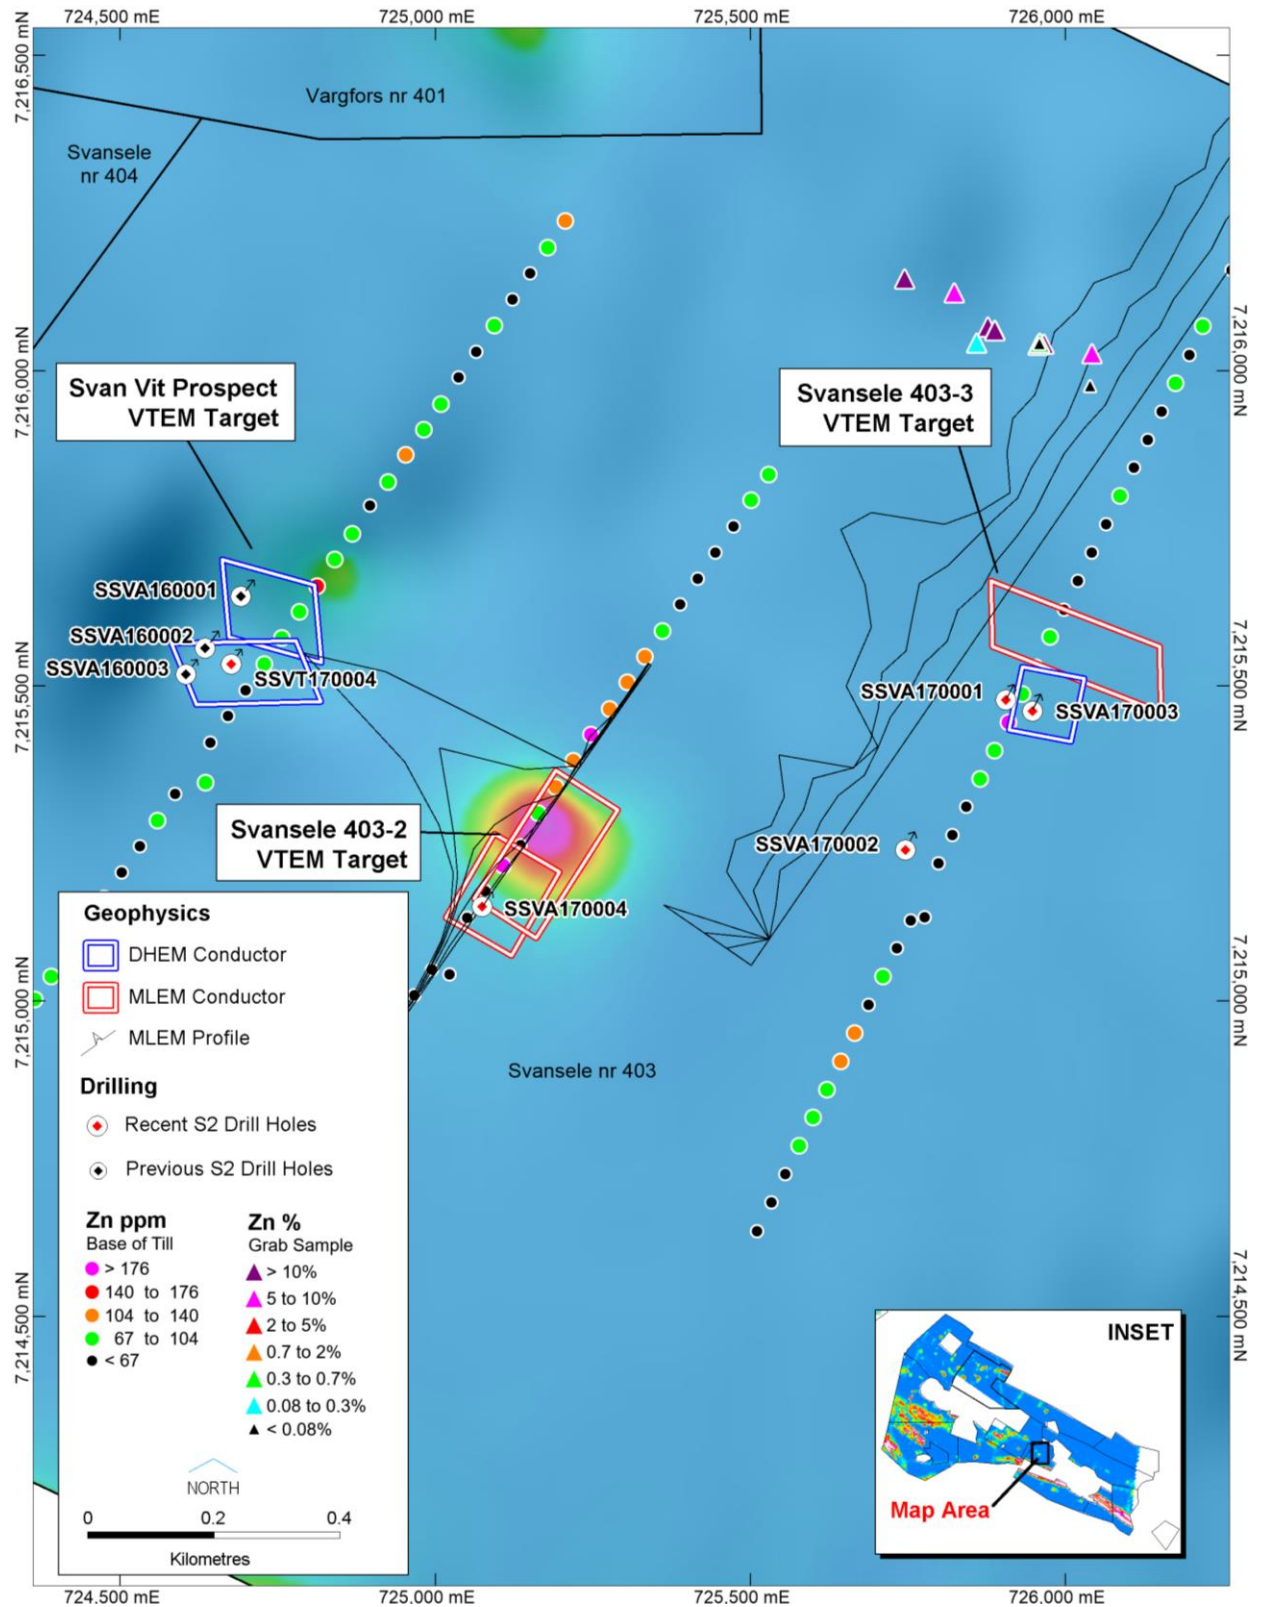 724,500 mE
725,000 mE
725,500 mE
726,000 mE
7,216,500 mN
Vargfors nr 401
Svansele
nr 404
7,216,000 mN
7,216,000 mN
Svan Vit Prospect
VTEM Target
Svansele 403-3
VTEM Target
SSVA160001
SSVA160002
SSVA160003
SSVT170004
7,215,500 mN
7,215,500 mN
SSVA170001
SSVA170003
Svansele 403-2
VTEM Target
SSVA170002
SSVA170004
7,215,000 mN
7,215,000 mN
Svansele nr 403
Geophysics
DHEM Conductor
MLEM Conductor
MLEM Profile
Drilling
Recent S2 Drill Holes
Previous S2 Drill Holes
Zn ppm
Base of Till
> 176
140 to 176
104 to 140
67 to 104
< 67
Zn %
Grab Sample
> 10%
5 to 10%
2 to 5%
0.7 to 2%
0.3 to 0.7%
0.08 to 0.3%
< 0.08%
NORTH
0 0.2 0.4
Kilometres
7,214,500 mN
7,214,500 mN
INSET
Map Area
724,500 mE
725,000 mE
725,500 mE
726,000 mE